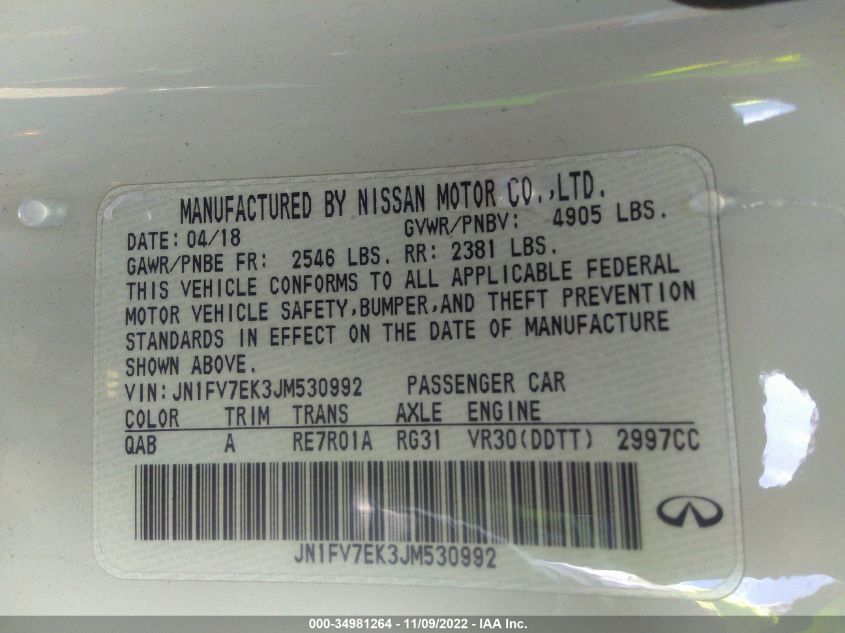 MANUFACTURED BY NISSAN MOTOR CO.,LTD.
DATE: 04/18 GVWR/PNBV: 4905 LBS.
GAWR/PNBE FR: 2546 LBS. RR: 2381 LBS.
THIS VEHICLE CONFORMS TO ALL APPLICABLE FEDERAL
MOTOR VEHICLE SAFETY,BUMPER,AND THEFT PREVENTION
STANDARDS IN EFFECT ON THE DATE OF MANUFACTURE
SHOWN ABOVE.
VIN:JN1FV7EK3JM530992 PASSENGER CAR
COLOR TRIM TRANS AXLE ENGINE
QAB A RE7R01A RG31 VR30(DDTT) 2997CC
JN1FV7EK3JM530992
000-34981264 - 11/09/2022 - IAA Inc.